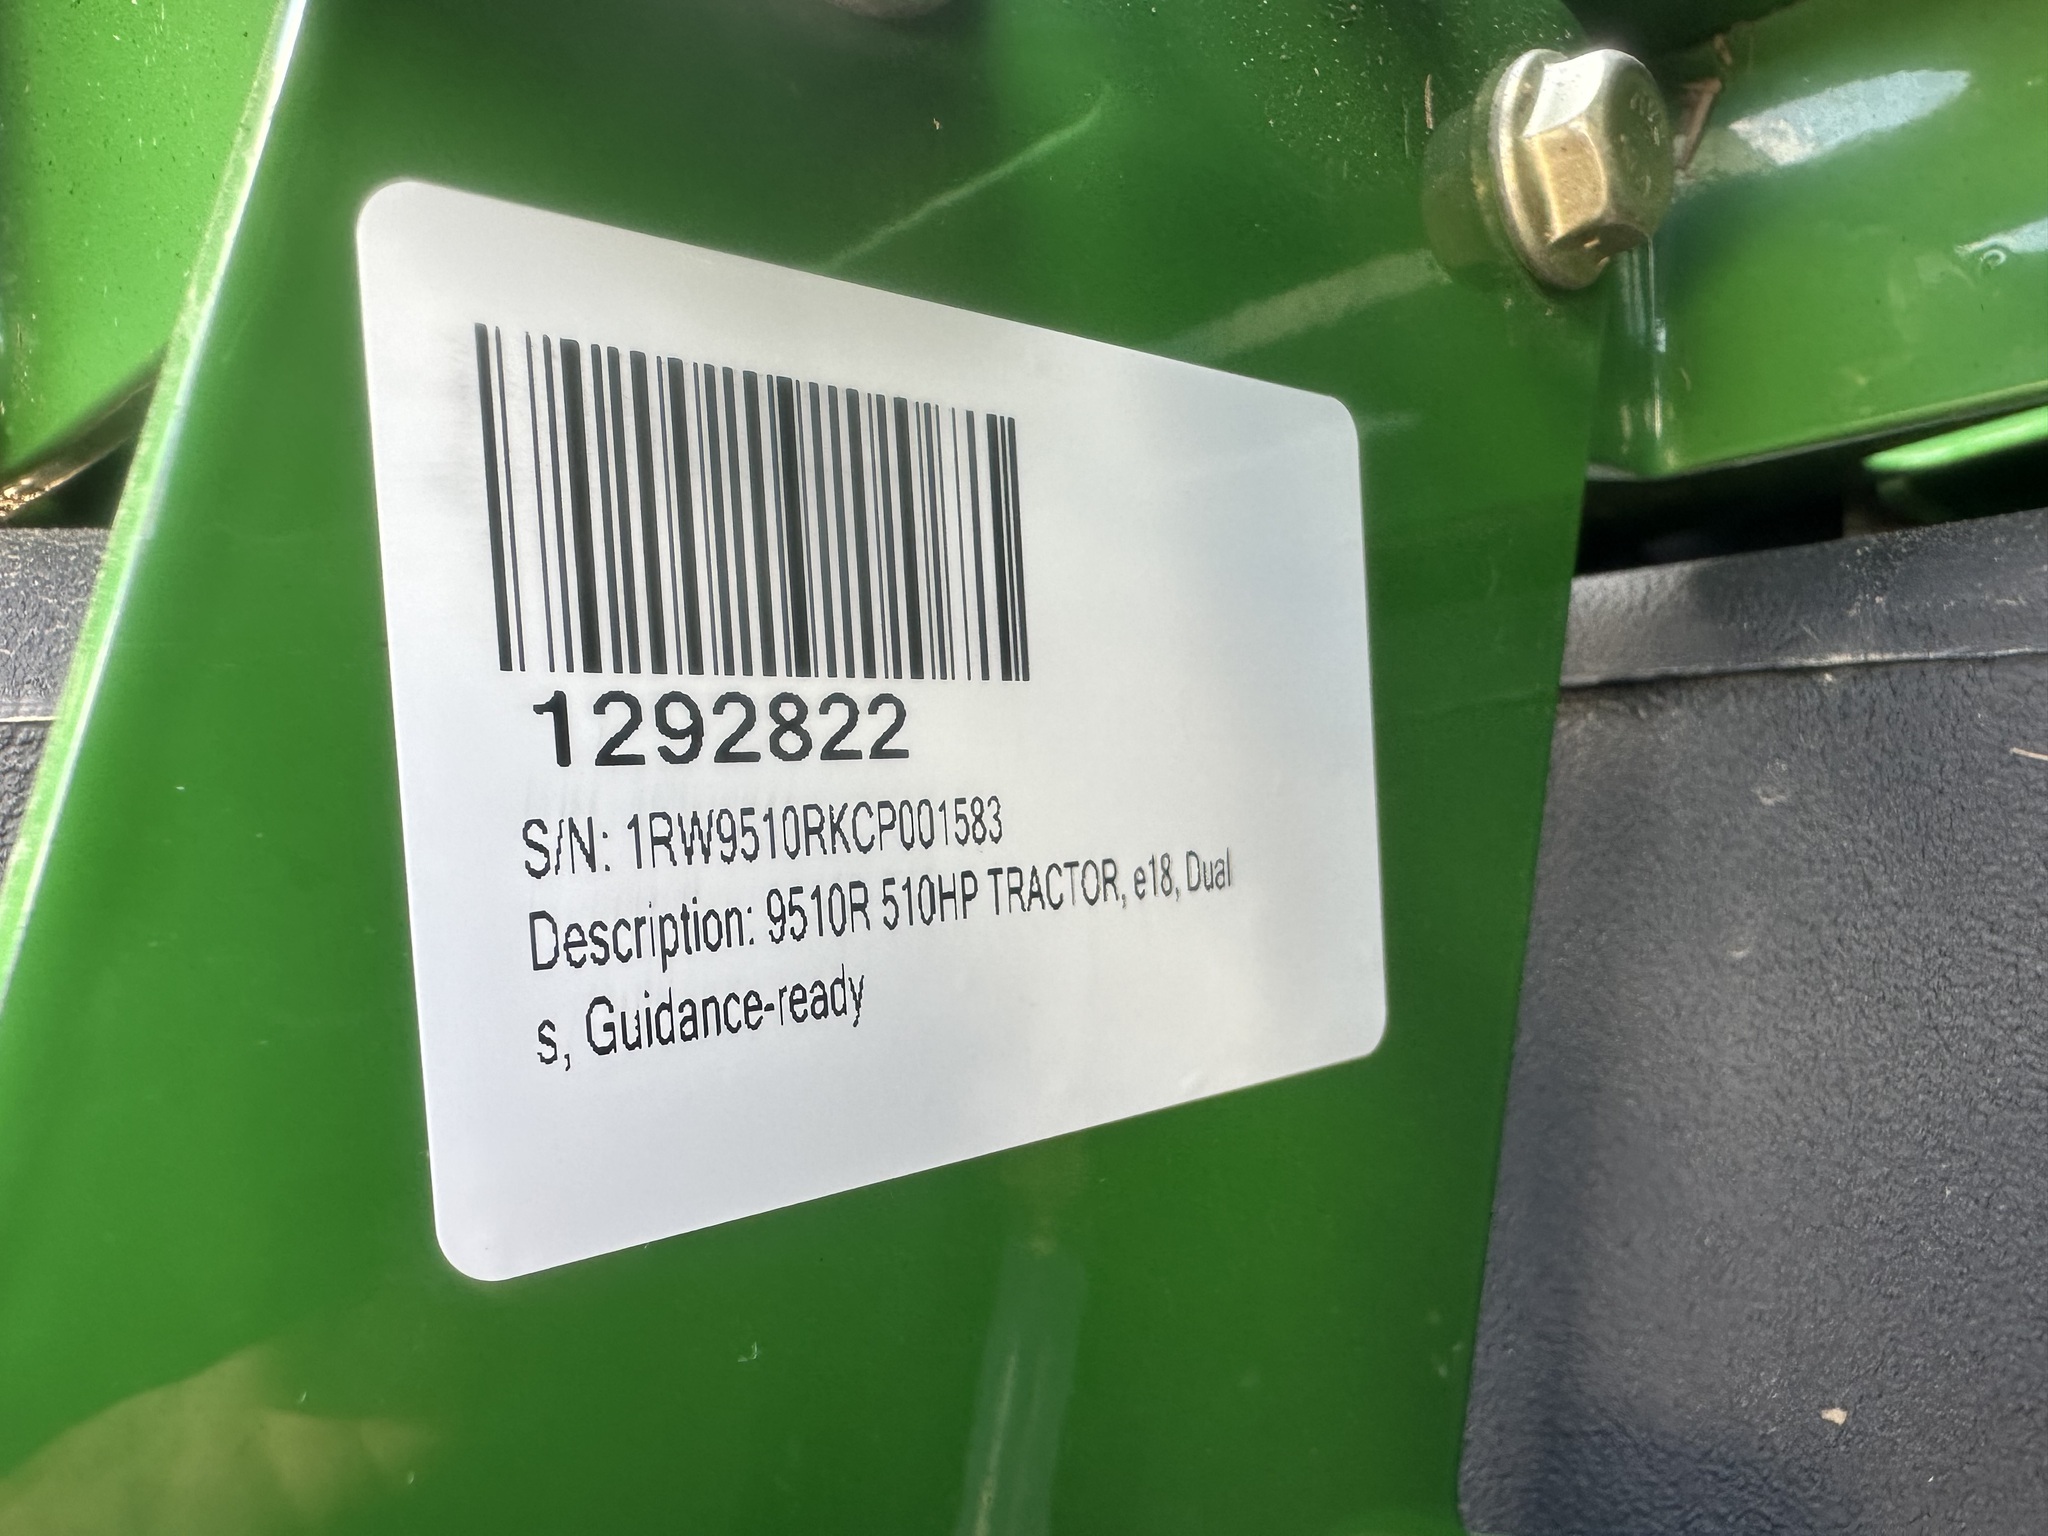 1292822
S/N: 1RW9510RKCP001583
Description: 9510R 510HP TRACTOR, e18, Dual
s, Guidance-ready